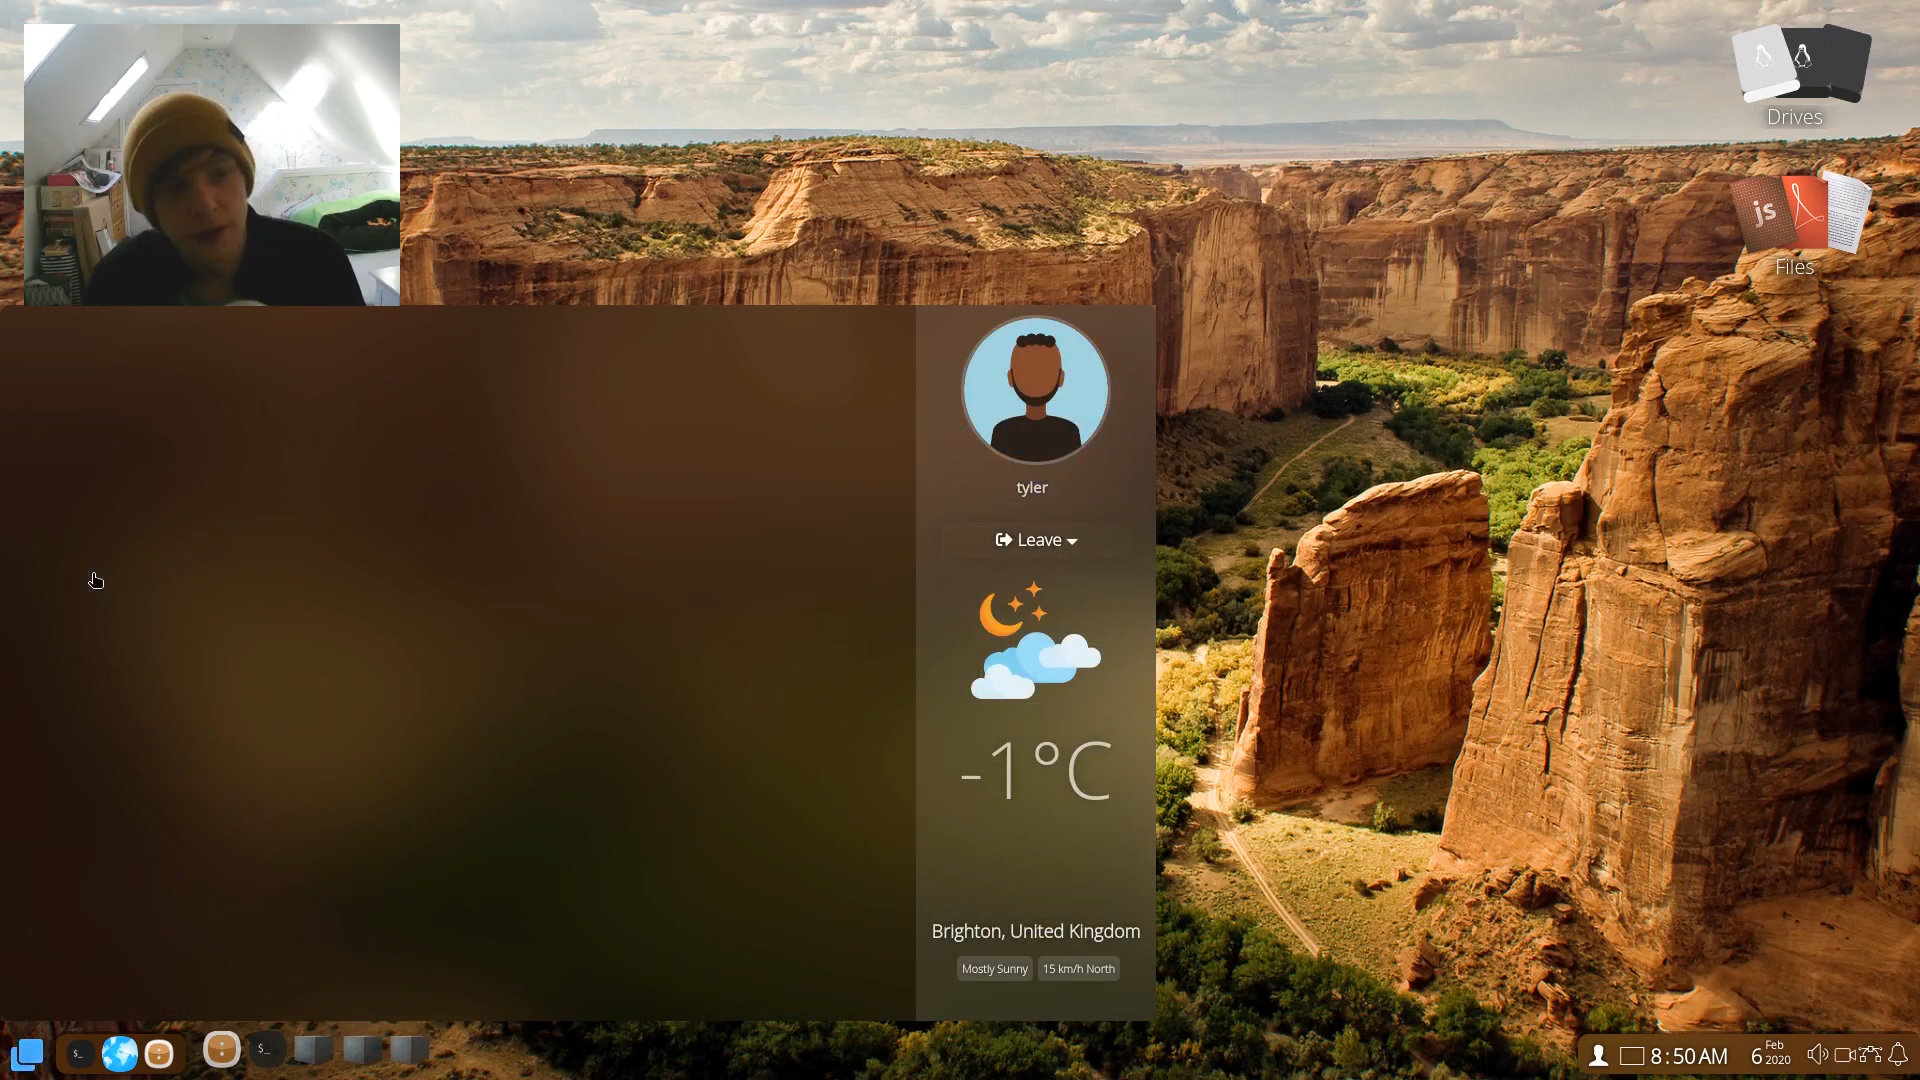 Drives
js
Files
tyler
Leave
-1°C
Brighton, United Kingdom
Mostly Sunny
15 km/h North
$_
$_
8:50 AM
6 Feb 2020